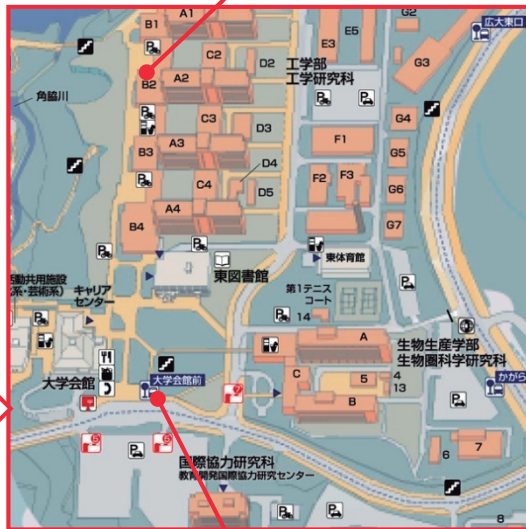 A1
B1
C2
D2
A2
B2
工学部
工学研究科
E3
E5
G2
広大東口
G3
角脇川
C3
D3
A3
B3
D4
C4
D5
A4
B4
F1
F2
F3
G4
G5
G6
G7
東図書館
東体育館
第1テニス
コート
14
動共用施設
系・芸術系)
キャリア
センター
A
生物生産学部
生物圏科学研究科
C
5
4
13
B
大学会館
大学会館前
かがら
国際協力研究科
教育開発国際協力研究センター
6
7
8